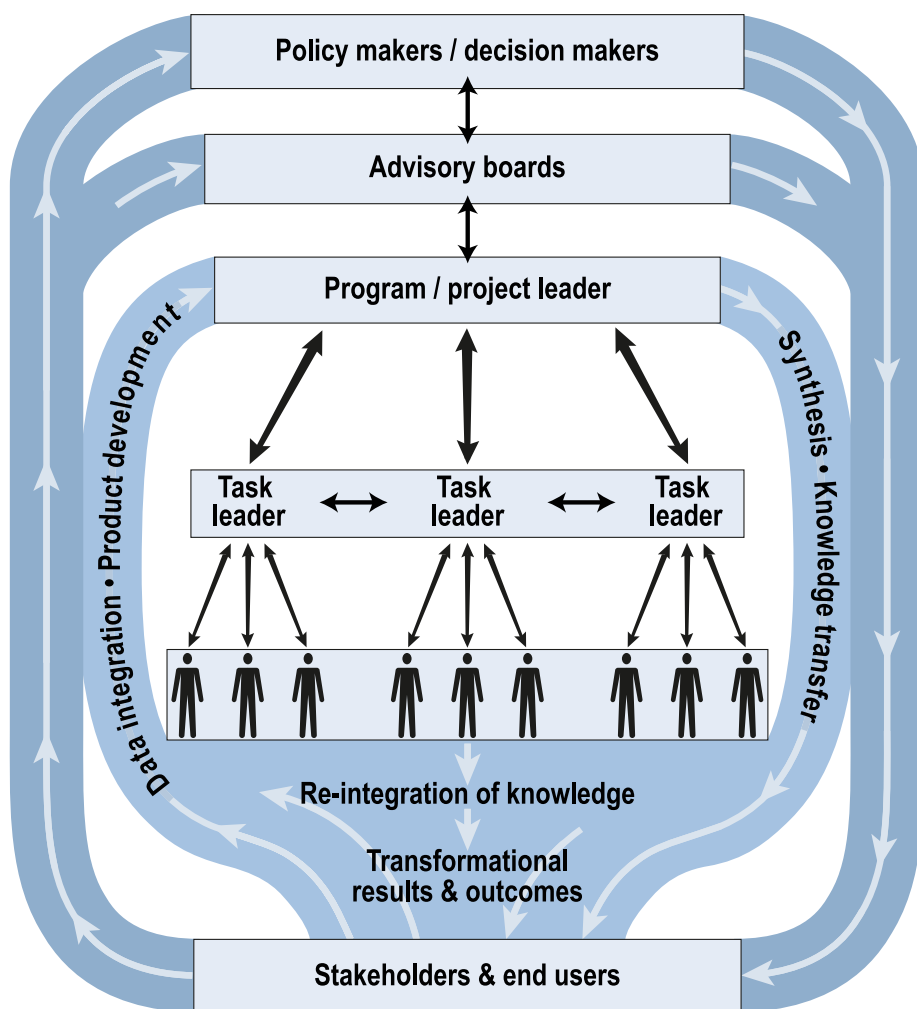 Policy makers / decision makers
Advisory boards
Program / project leader
Data integration • Product development
Synthesis • Knowledge transfer
Task
leader
Task
leader
Task
leader
Re-integration of knowledge
Transformational
results & outcomes
Stakeholders & end users